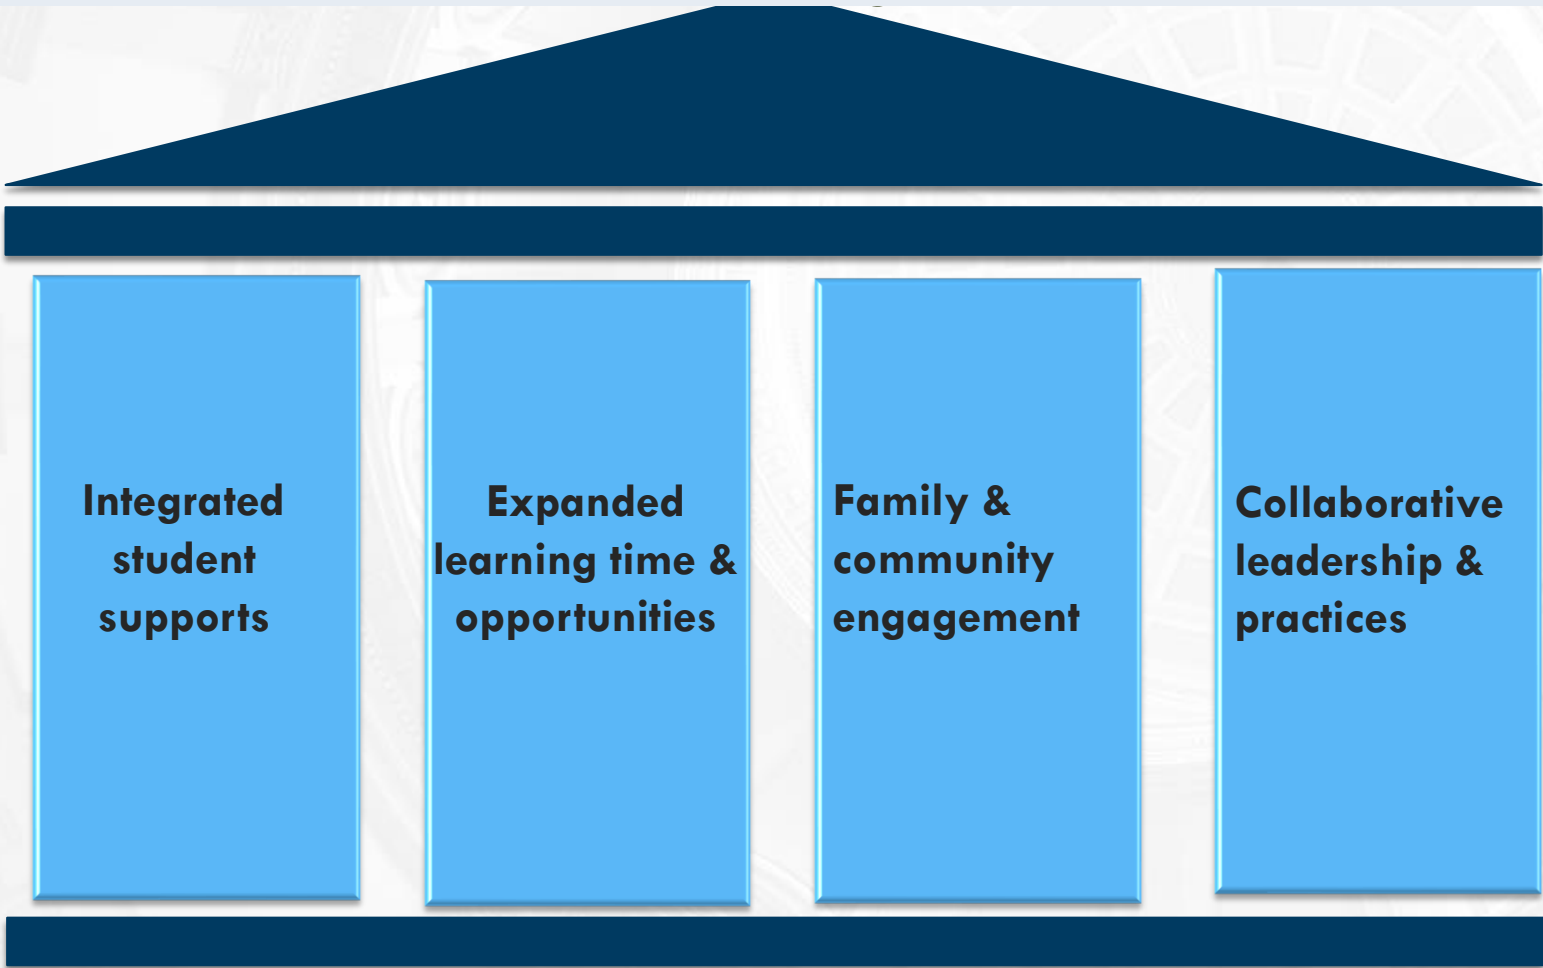 Integrated
student
supports
Expanded
learning time &
opportunities
Family &
community
engagement
Collaborative
leadership &
practices